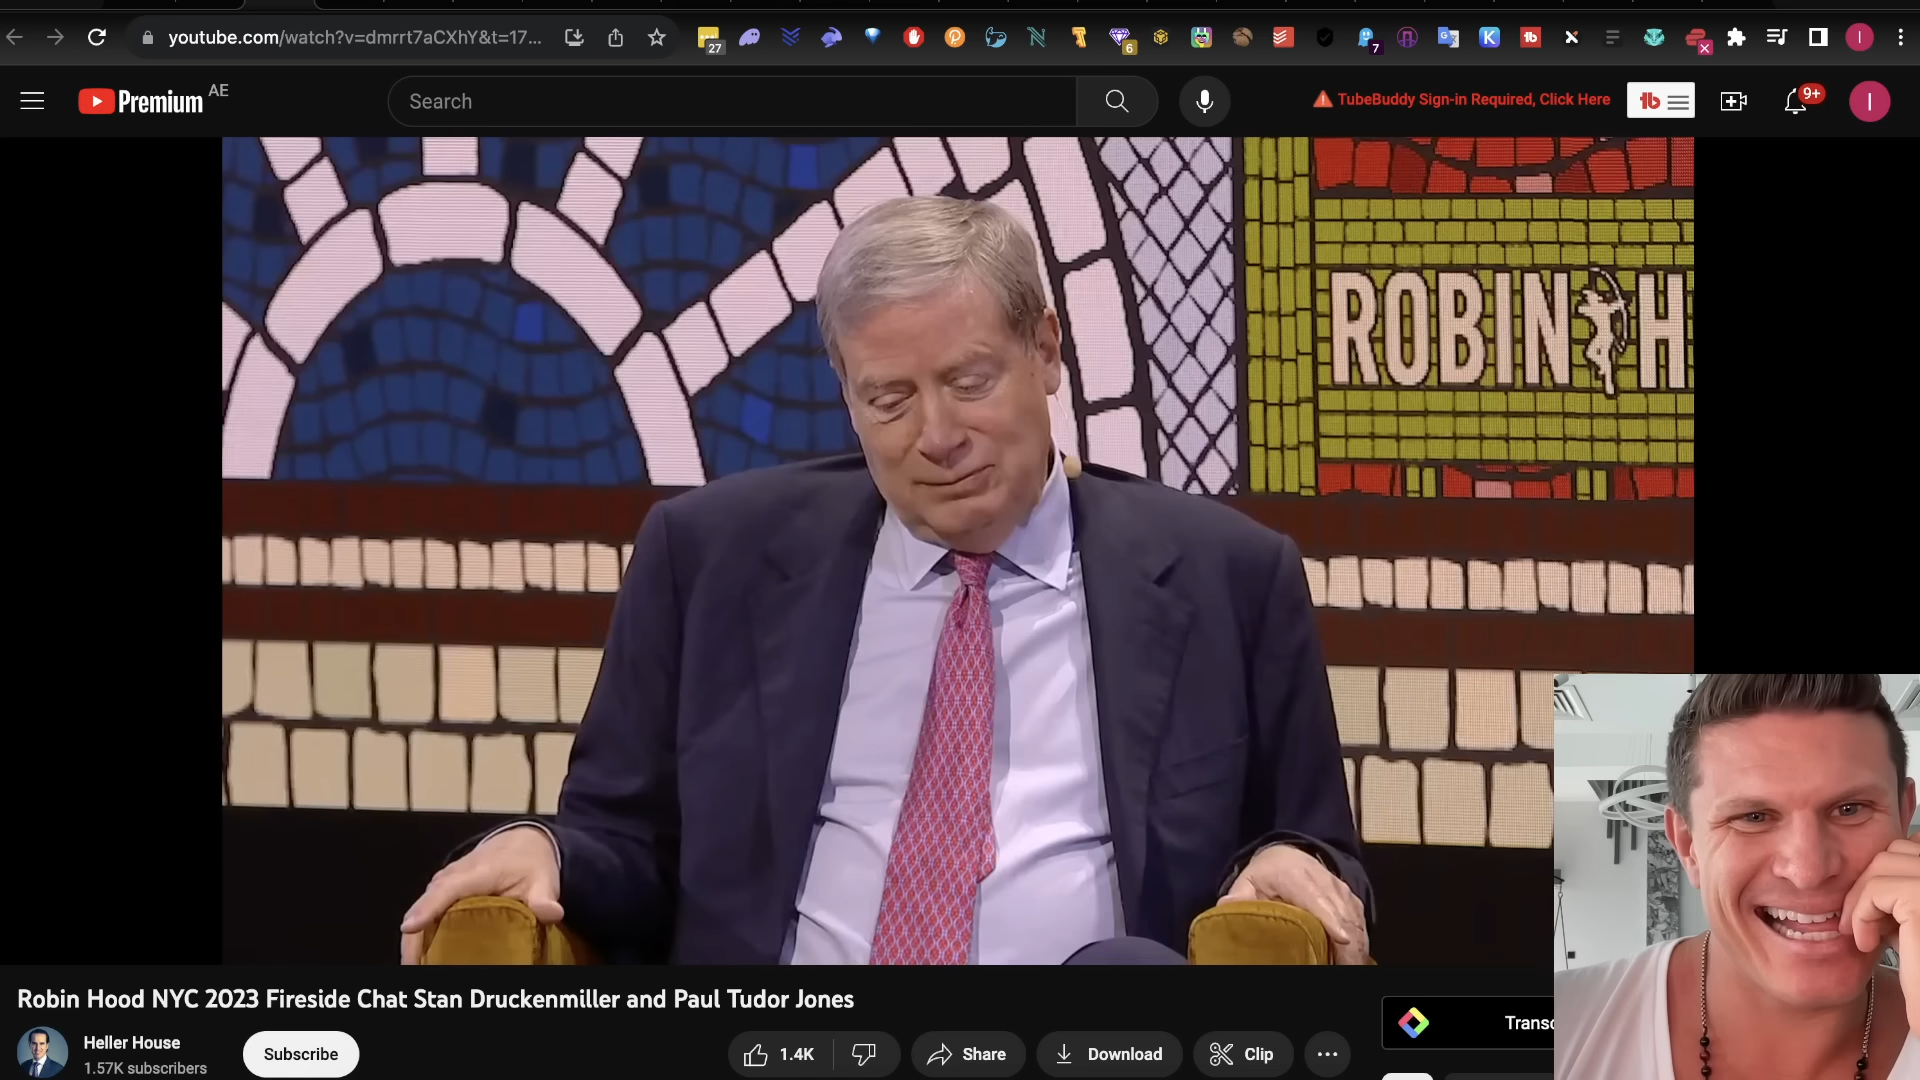 youtube.com/watch?v=dmrrt7aCXhY&t=17...
27
6
7
Premium AE
Search
TubeBuddy Sign-in Required, Click Here
tb
9+
I
I
ROBIN H
Robin Hood NYC 2023 Fireside Chat Stan Druckenmiller and Paul Tudor Jones
Heller House
1.57K subscribers
Subscribe
1.4K
Share
Download
Clip
Transc